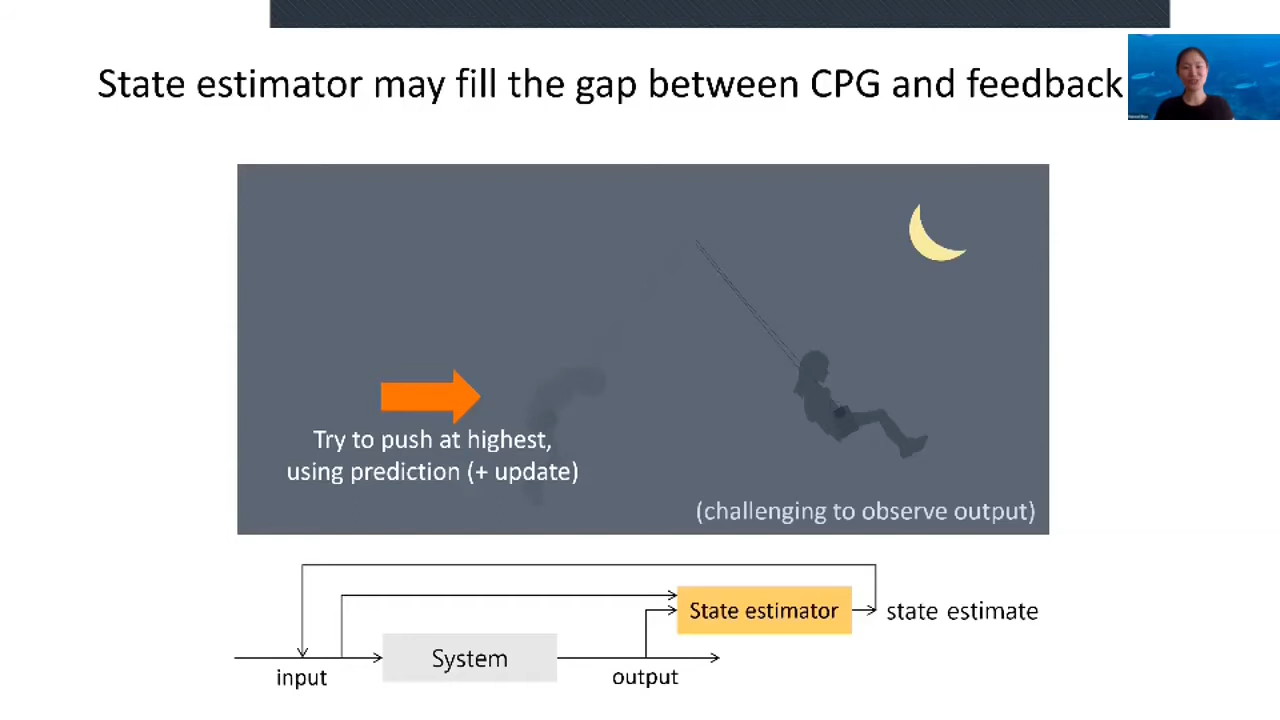 State estimator may fill the gap between CPG and feedback
Try to push at highest,
using prediction (+ update)
(challenging to observe output)
State estimator
state estimate
System
input
output